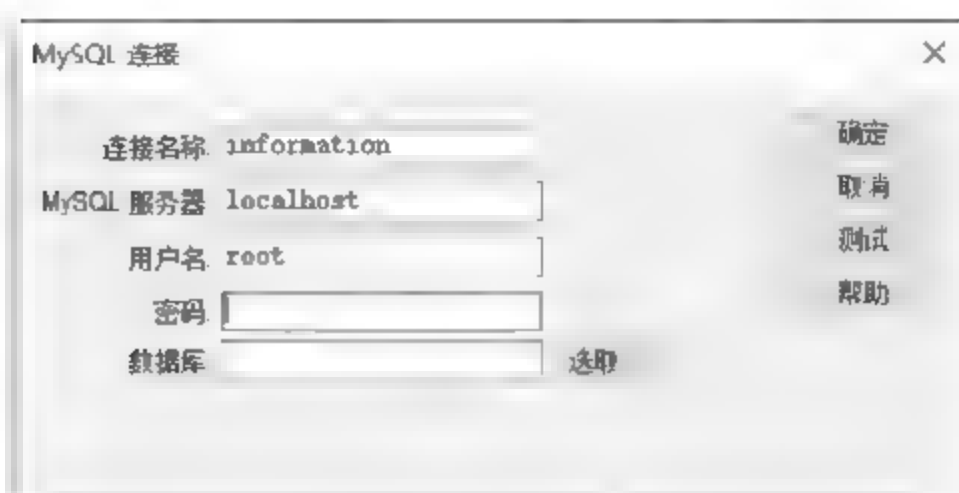 MySQL 连接
×
连接名称: information
确定
MySQL 服务器 localhost
取消
用户名: root
测试
密码:
帮助
数据库
选取